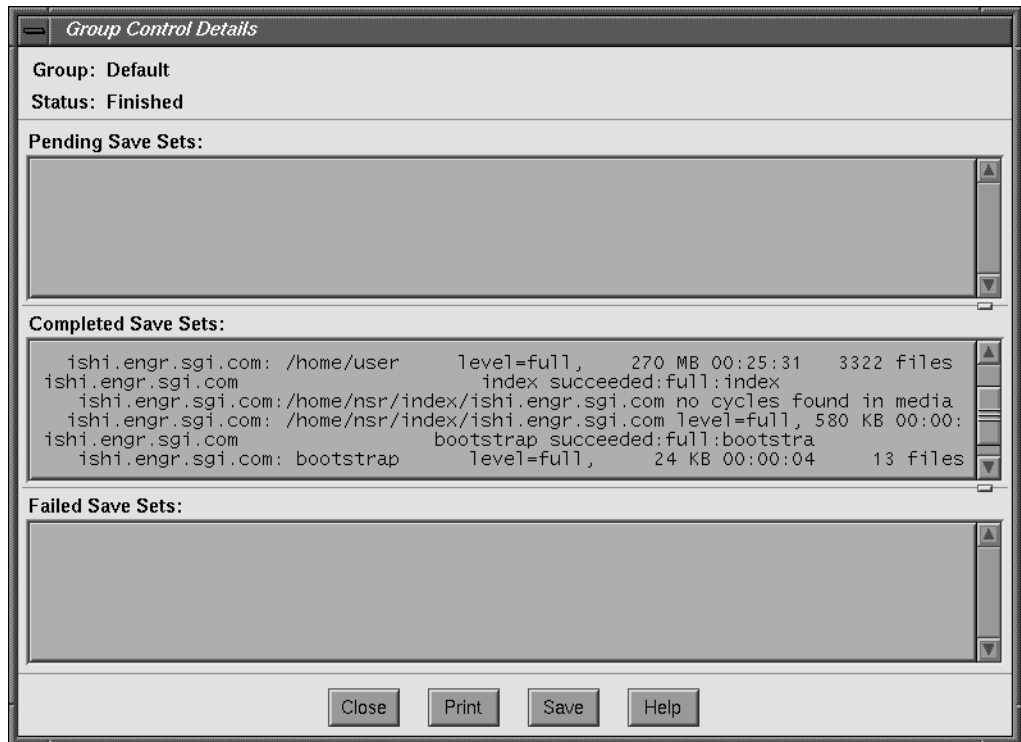 Group Control Details
Group: Default
Status: Finished
Pending Save Sets:
Completed Save Sets:
ishi.engr.sgi.com: /home/user level=full, 270 MB 00:25:31 3322 files
ishi.engr.sgi.com index succeeded:full:index
ishi.engr.sgi.com:/home/nsr/index/ishi.engr.sgi.com no cycles found in media
ishi.engr.sgi.com: /home/nsr/index/ishi.engr.sgi.com level=full, 580 KB 00:00:
ishi.engr.sgi.com bootstrap succeeded:full:bootstra
ishi.engr.sgi.com: bootstrap level=full, 24 KB 00:00:04 13 files
Failed Save Sets:
Close Print Save Help